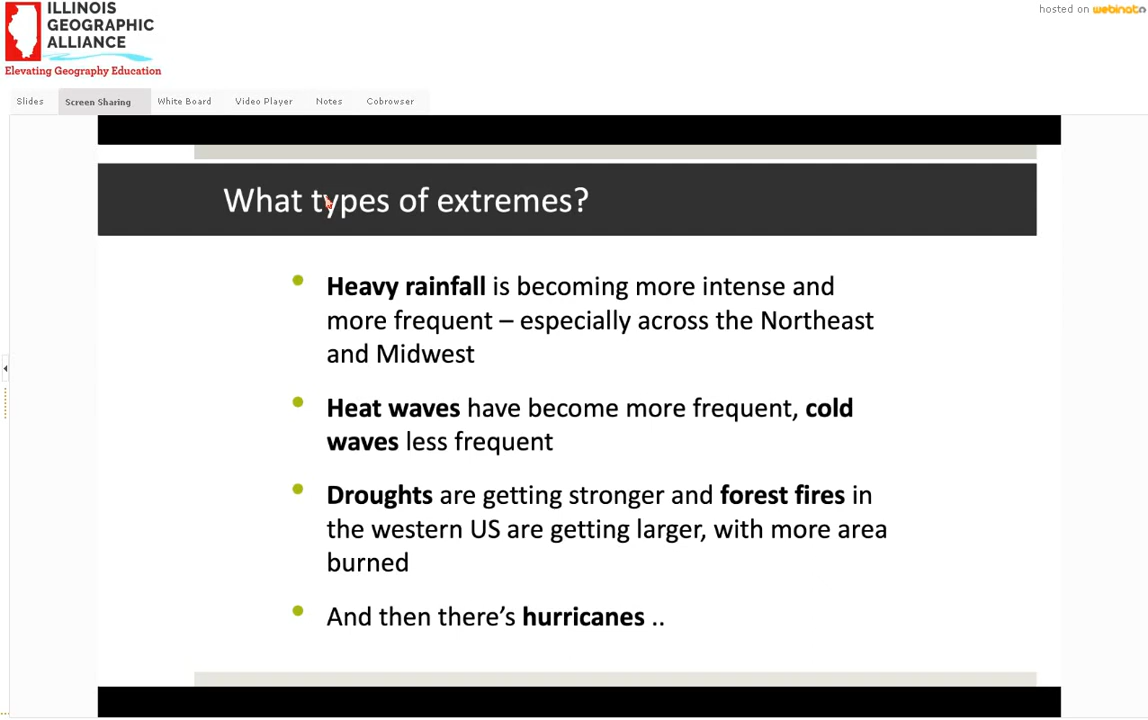 ILLINOIS
GEOGRAPHIC
ALLIANCE
Elevating Geography Education
hosted on webinato
Slides
Screen Sharing
White Board
Video Player
Notes
Cobrowser
What types of extremes?
Heavy rainfall is becoming more intense and
more frequent – especially across the Northeast
and Midwest
Heat waves have become more frequent, cold
waves less frequent
Droughts are getting stronger and forest fires in
the western US are getting larger, with more area
burned
And then there's hurricanes ..